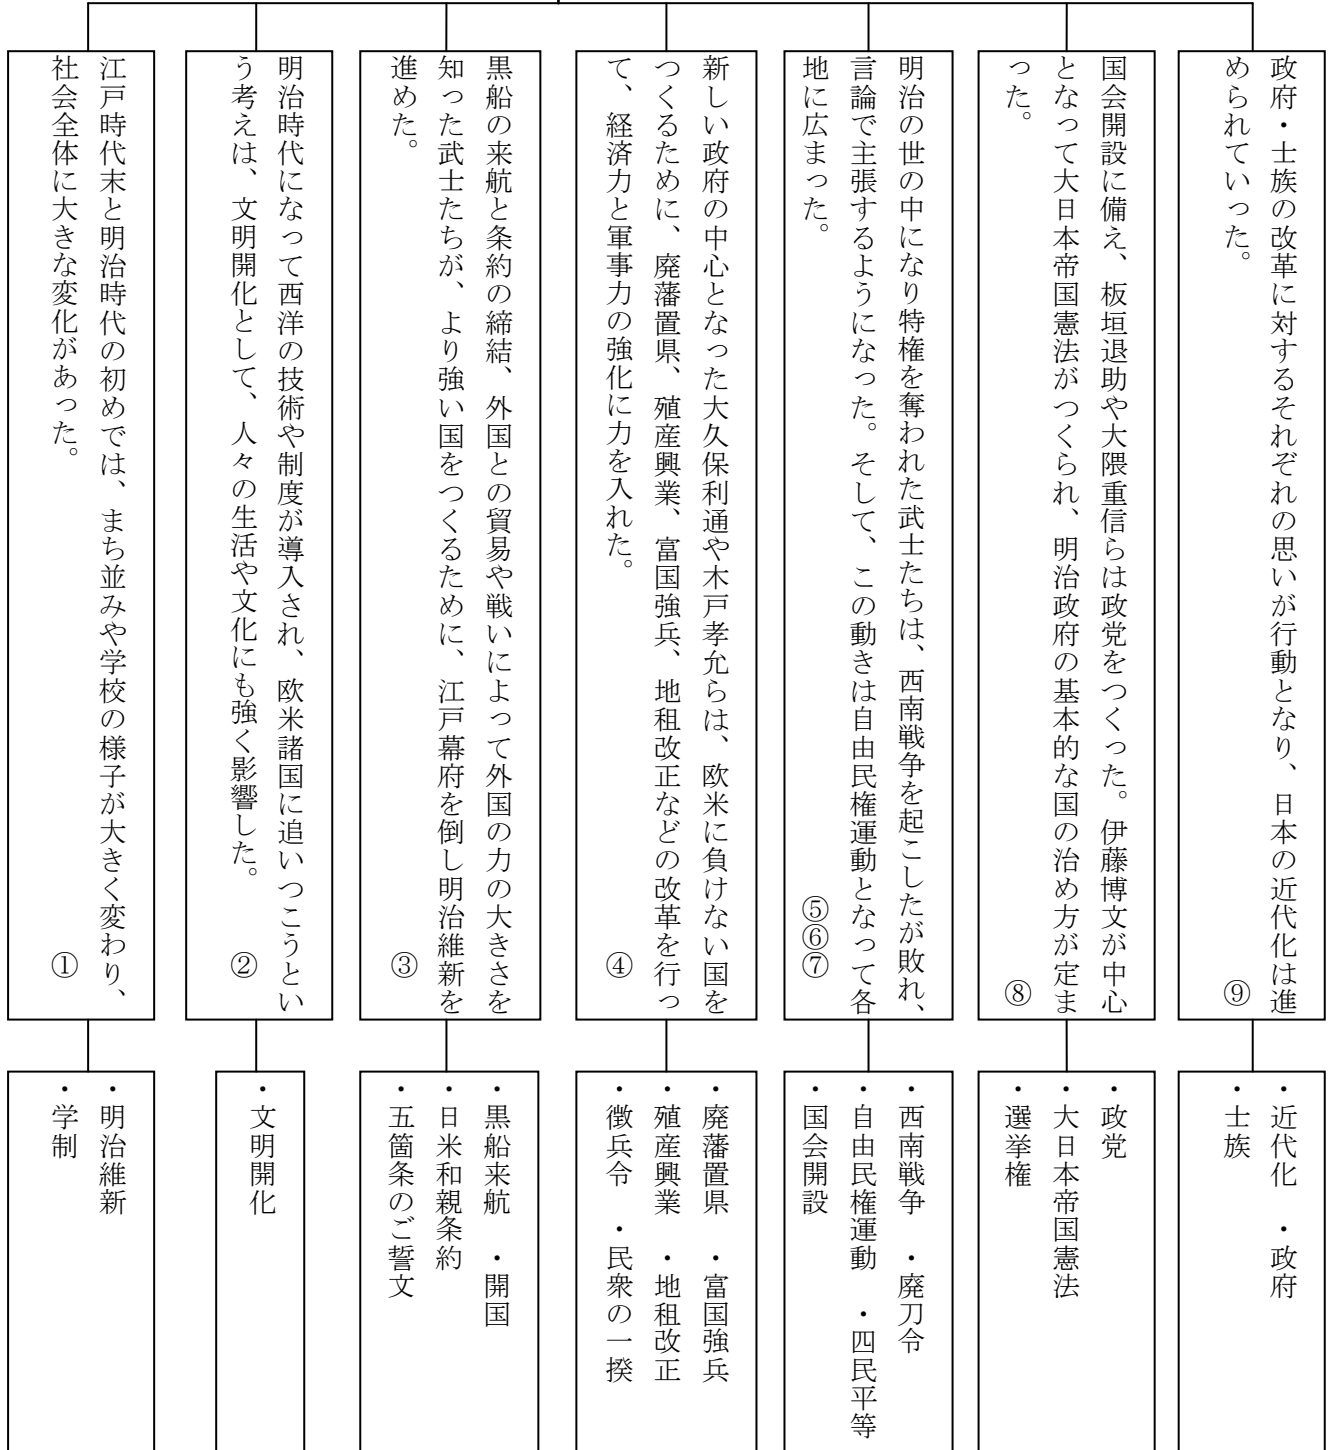 政府・士族の改革に対するそれぞれの思いが行動となり、日本の近代化は進
められていった。
⑨
国会開設に備え、板垣退助や大隈重信らは政党をつくった。伊藤博文が中心
となって大日本帝国憲法がつくられ、明治政府の基本的な国の治め方が定ま
った。
⑧
明治の世の中になり特権を奪われた武士たちは、西南戦争を起こしたが敗れ、
言論で主張するようになった。そして、この動きは自由民権運動となって各
地に広まった。
⑤⑥⑦
新しい政府の中心となった大久保利通や木戸孝允らは、欧米に負けない国を
つくるために、廃藩置県、殖産興業、富国強兵、地租改正などの改革を行っ
て、経済力と軍事力の強化に力を入れた。
④
黒船の来航と条約の締結、外国との貿易や戦いによって外国の力の大きさを
知った武士たちが、より強い国をつくるために、江戸幕府を倒し明治維新を
進めた。
③
明治時代になって西洋の技術や制度が導入され、欧米諸国に追いつこうとい
う考えは、文明開化として、人々の生活や文化にも強く影響した。
②
江戸時代末と明治時代の初めでは、まち並みや学校の様子が大きく変わり、
社会全体に大きな変化があった。
①
・近代化 ・政府
・士族
・政党
・大日本帝国憲法
・選挙権
・西南戦争 ・廃刀令
・自由民権運動 ・四民平等
・国会開設
・廃藩置県 ・富国強兵
・殖産興業 ・地租改正
・徴兵令 ・民衆の一揆
・黒船来航 ・開国
・日米和親条約
・五箇条のご誓文
・文明開化
・明治維新
・学制